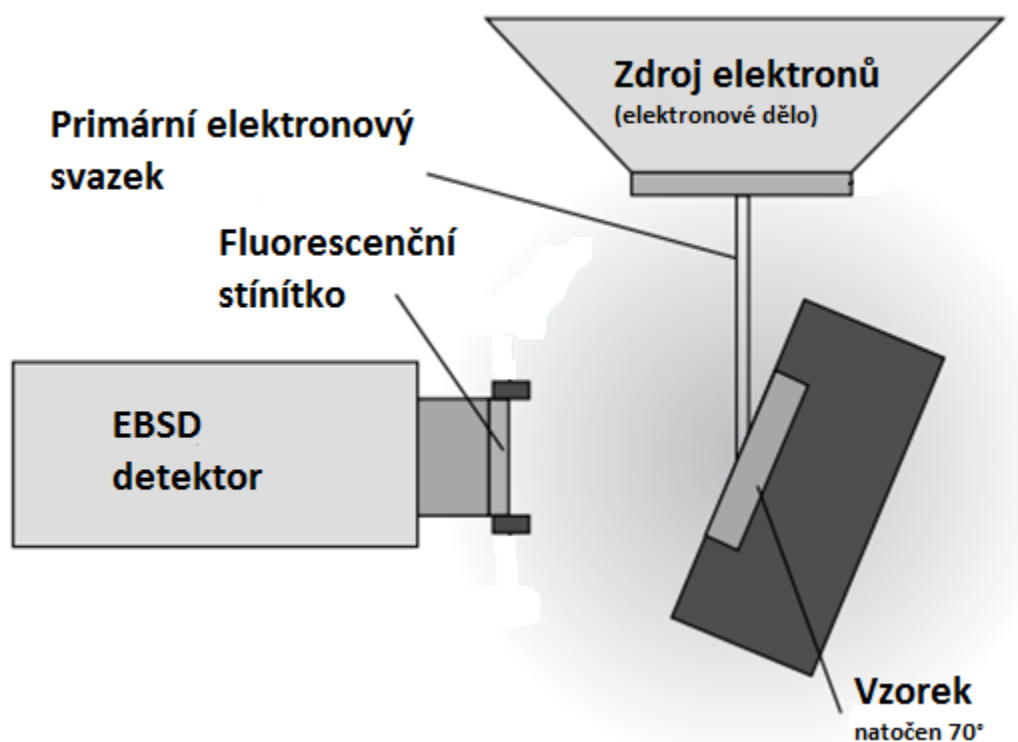 Zdroj elektronů
(elektronové dělo)
Primární elektronový
svazek
Fluorescenční
stínítko
EBSD
detektor
Vzorek
natočen 70°